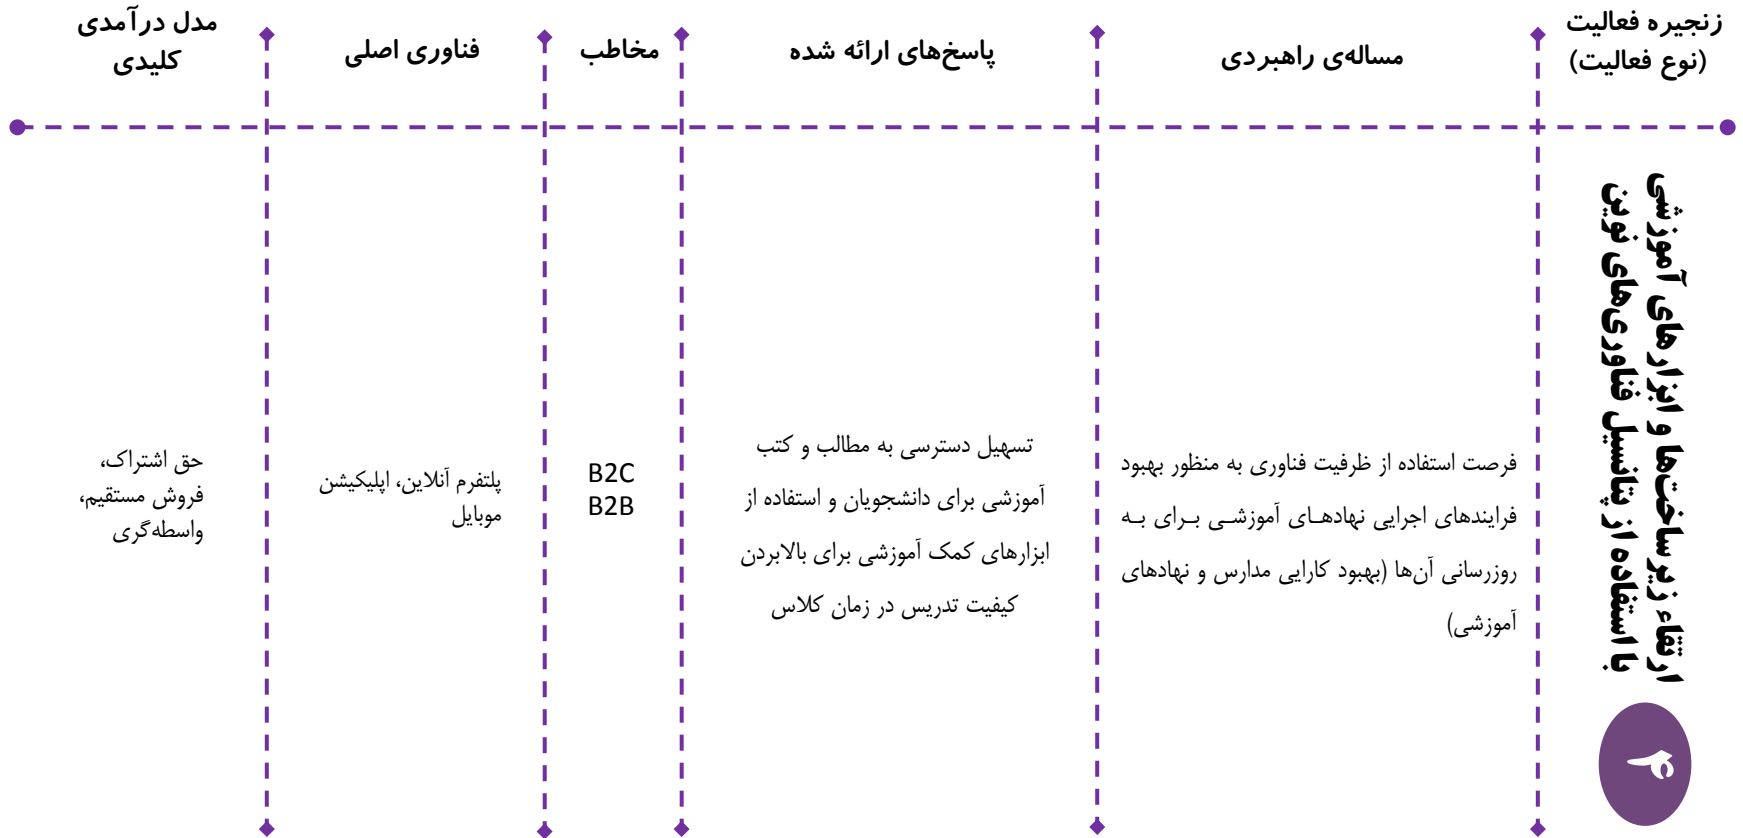 زنجیره فعالیت
(نوع فعالیت)
مساله‌ی راهبردی
پاسخ‌های ارائه شده
مخاطب
فناوری اصلی
مدل درآمدی
کلیدی
۴
ارتقاء زیرساخت‌ها و ابزارهای آموزشی
با استفاده از پتانسیل فناوری‌های نوین
فرصت استفاده از ظرفیت فناوری به منظور بهبود
فرایندهای اجرایی نهادهای آموزشی برای به
روزرسانی آن‌ها (بهبود کارایی مدارس و نهادهای
آموزشی)
تسهیل دسترسی به مطالب و کتب
آموزشی برای دانشجویان و استفاده از
ابزارهای کمک آموزشی برای بالابردن
کیفیت تدریس در زمان کلاس
B2C
B2B
پلتفرم آنلاین، اپلیکیشن
موبایل
حق اشتراک،
فروش مستقیم،
واسطه‌گری